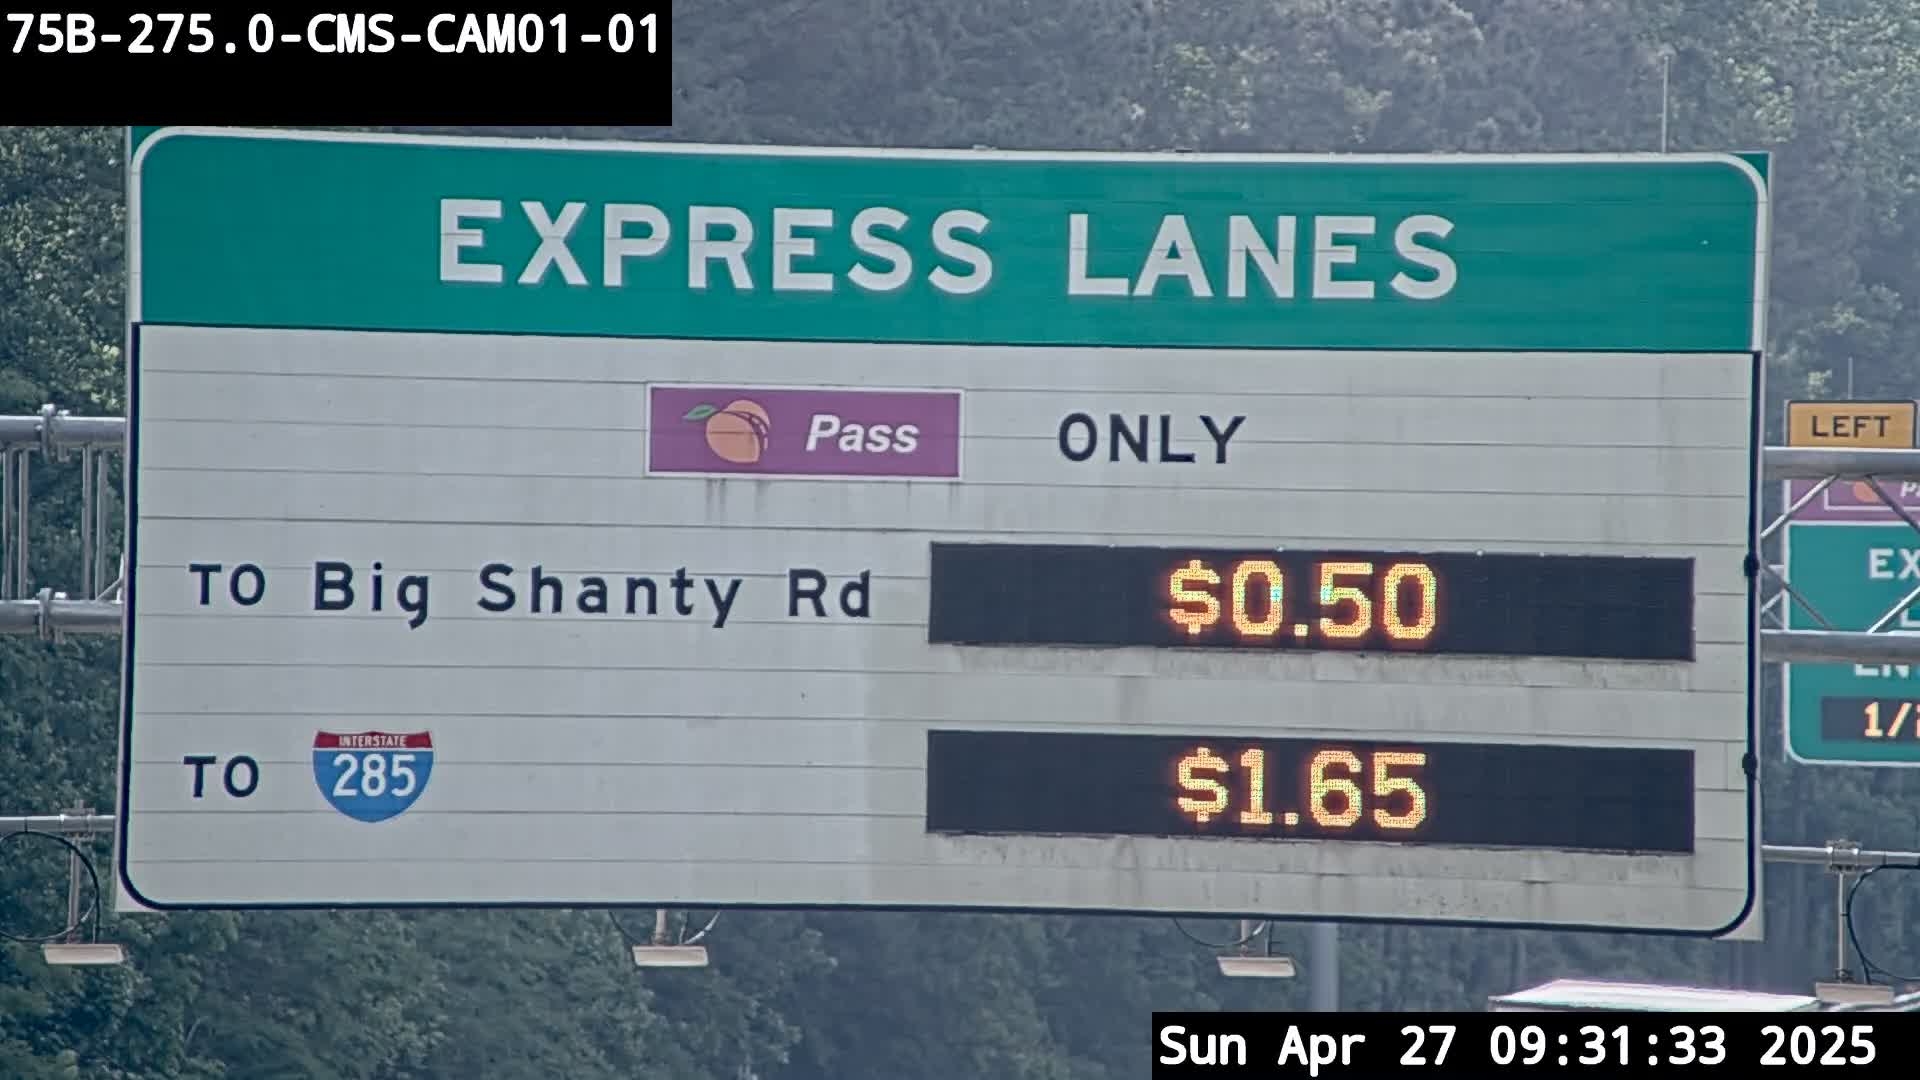 75B-275.0-CMS-CAM01-01
EXPRESS LANES
Pass ONLY
LEFT
TO Big Shanty Rd $0.50
TO INTERSTATE 285 $1.65
Sun Apr 27 09:31:33 2025